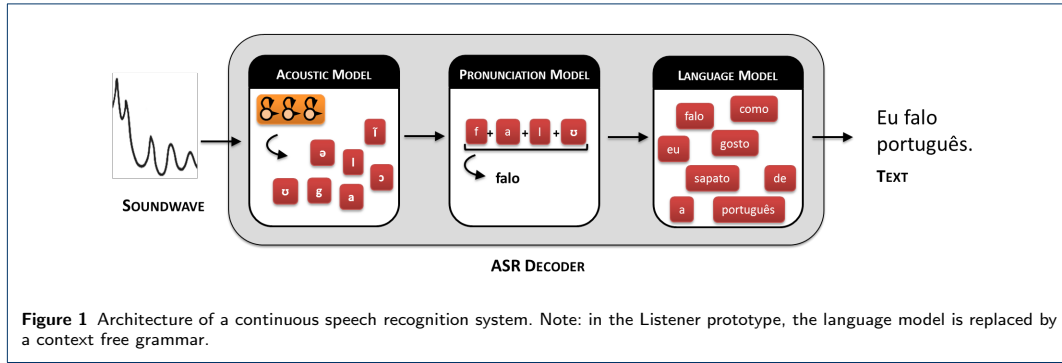 ACOUSTIC MODEL
PRONUNCIATION MODEL
LANGUAGE MODEL
ə l ĩ
ʊ g a ɔ
f + a + l + ʊ
falo
falo como
eu gosto
sapato de
a português
Eu falo
português.
TEXT
SOUNDWAVE
ASR DECODER
Figure 1 Architecture of a continuous speech recognition system. Note: in the Listener prototype, the language model is replaced by
a context free grammar.